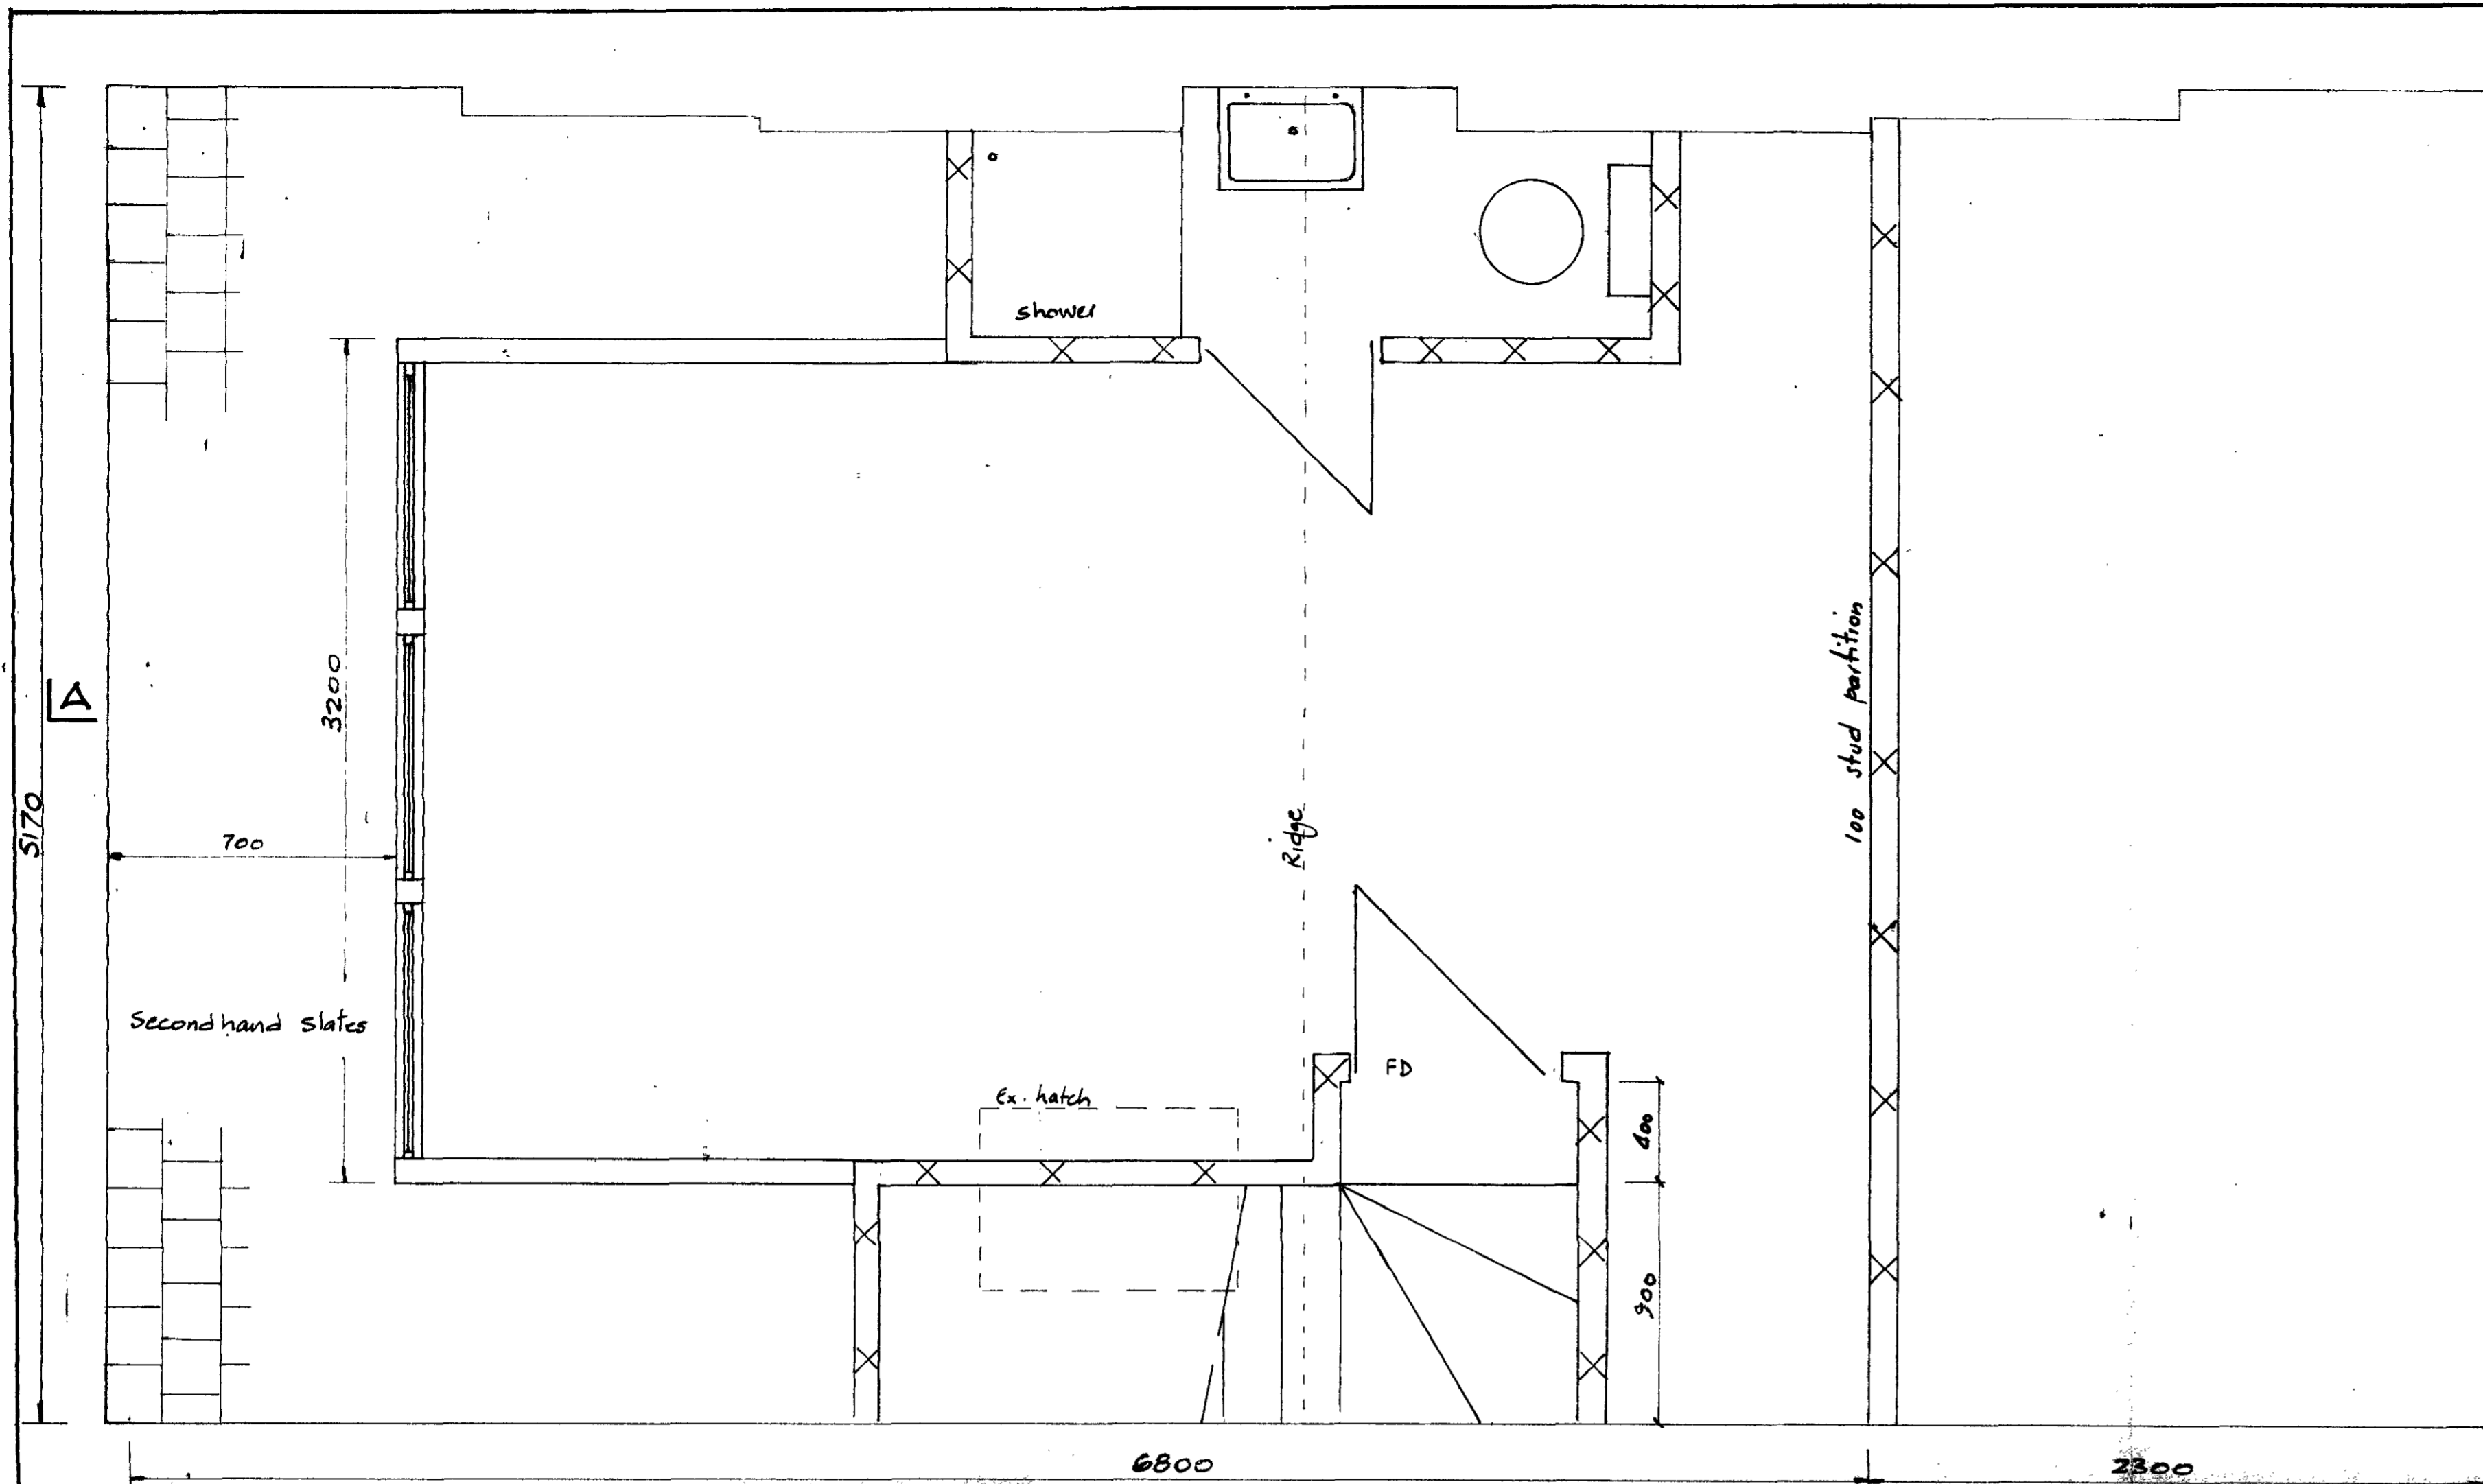 shower
3200
100 stud partition
A
5170
700
Ridge
Secondhand Slates
FD
Ex. hatch
400
900
6800
2300